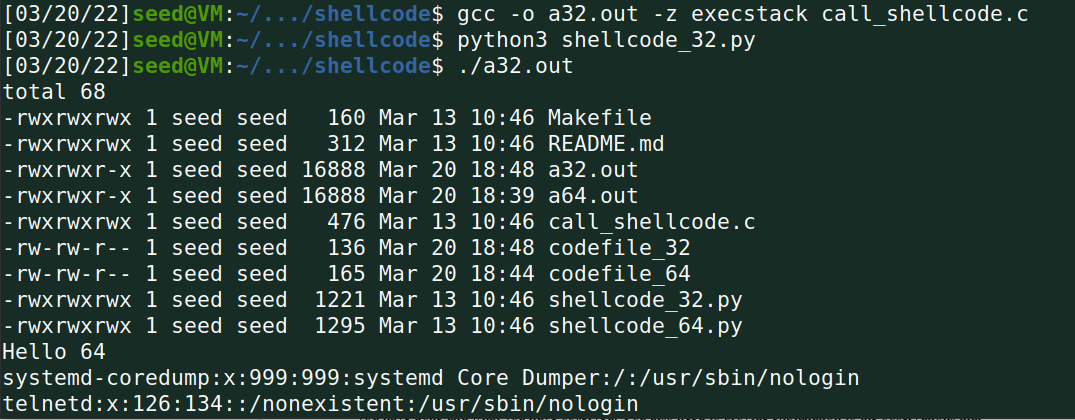 [03/20/22]seed@VM:~/.../shellcode$ gcc -o a32.out -z execstack call_shellcode.c
[03/20/22]seed@VM:~/.../shellcode$ python3 shellcode_32.py
[03/20/22]seed@VM:~/.../shellcode$ ./a32.out
total 68
-rwxrwxrwx 1 seed seed   160 Mar 13 10:46 Makefile
-rwxrwxrwx 1 seed seed   312 Mar 13 10:46 README.md
-rwxrwxr-x 1 seed seed 16888 Mar 20 18:48 a32.out
-rwxrwxr-x 1 seed seed 16888 Mar 20 18:39 a64.out
-rwxrwxrwx 1 seed seed   476 Mar 13 10:46 call_shellcode.c
-rw-rw-r-- 1 seed seed   136 Mar 20 18:48 codefile_32
-rw-rw-r-- 1 seed seed   165 Mar 20 18:44 codefile_64
-rwxrwxrwx 1 seed seed  1221 Mar 13 10:46 shellcode_32.py
-rwxrwxrwx 1 seed seed  1295 Mar 13 10:46 shellcode_64.py
Hello 64
systemd-coredump:x:999:999:systemd Core Dumper:/:/usr/sbin/nologin
telnetd:x:126:134::/nonexistent:/usr/sbin/nologin